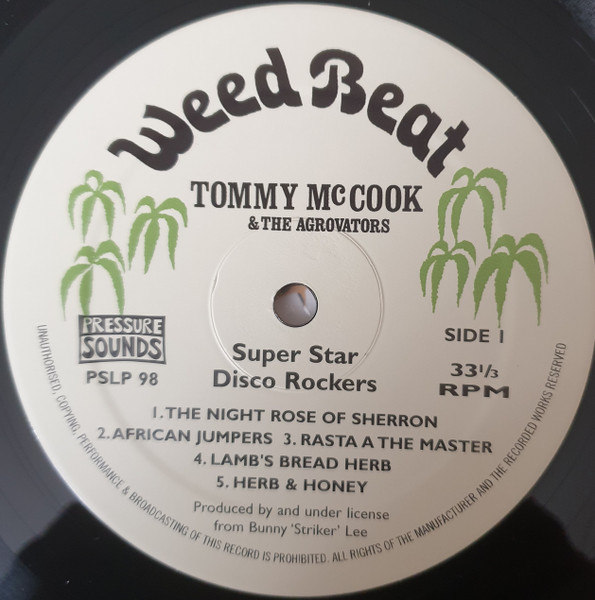 Weed Beat
TOMMY McCOOK
& THE AGROVATORS
PRESSURE
SOUNDS
PSLP 98
SIDE 1
33⅓
RPM
Super Star
Disco Rockers
1.THE NIGHT ROSE OF SHERRON
2.AFRICAN JUMPERS 3. RASTA A THE MASTER
4. LAMB'S BREAD HERB
5. HERB & HONEY
Produced by and under license
from Bunny 'Striker' Lee
UNAUTHORISED, COPYING, PERFORMANCE & BROADCASTING OF THIS RECORD IS PROHIBITED. ALL RIGHTS OF THE MANUFACTURER AND THE RECORDED WORKS RESERVED